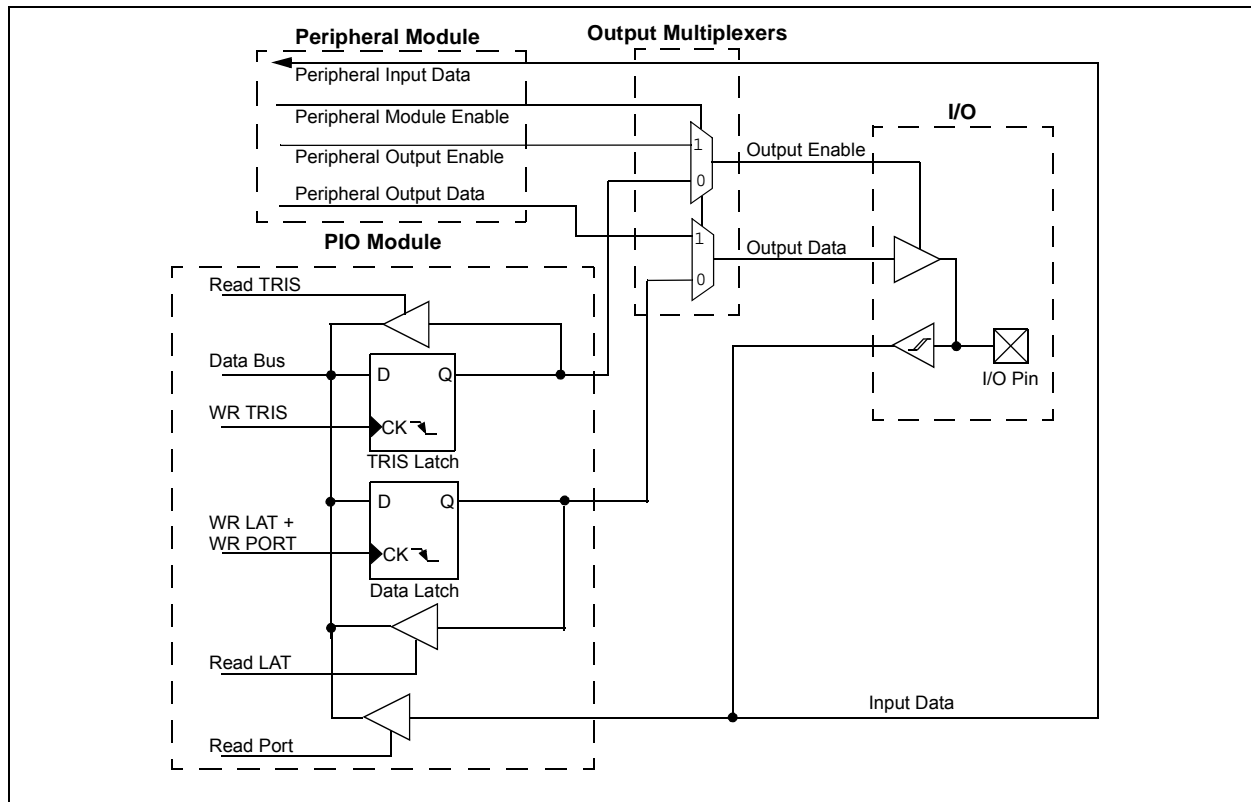 Peripheral Module
Output Multiplexers
Peripheral Input Data
Peripheral Module Enable
Peripheral Output Enable
Peripheral Output Data
1
0
1
0
Output Enable
Output Data
I/O
I/O Pin
PIO Module
Read TRIS
Data Bus
D
Q
WR TRIS
CK
TRIS Latch
D
Q
WR LAT +
WR PORT
CK
Data Latch
Read LAT
Read Port
Input Data